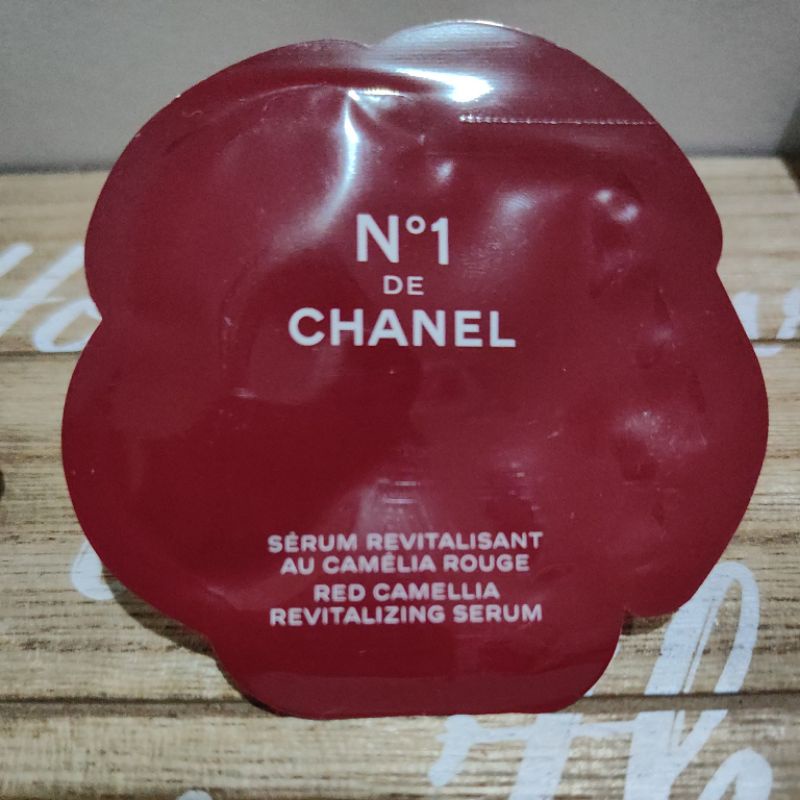 N°1
DE
CHANEL
SÉRUM REVITALISANT
AU CAMÉLIA ROUGE
RED CAMELLIA
REVITALIZING SERUM